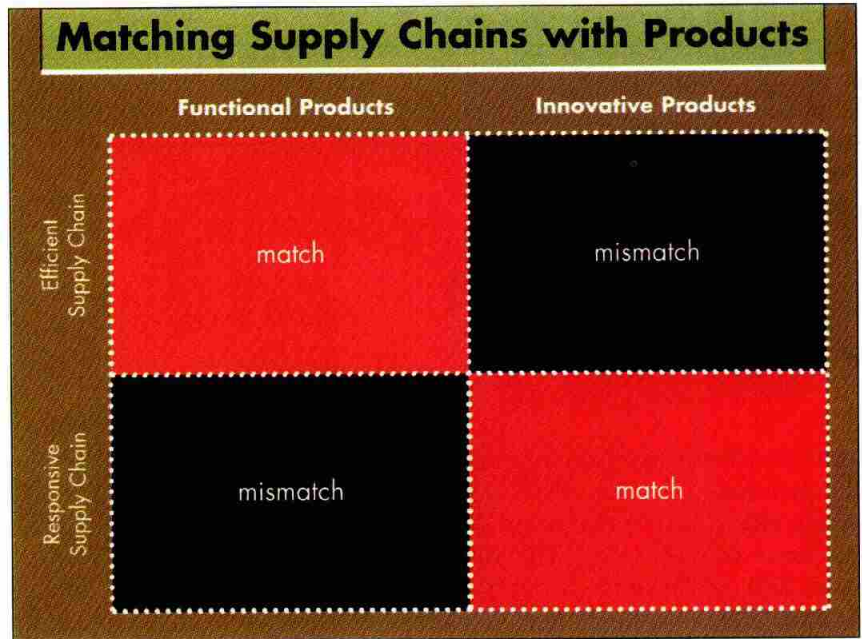 Matching Supply Chains with Products
Functional Products
Innovative Products
Efficient
Supply Chain
match
mismatch
Responsive
Supply Chain
mismatch
match